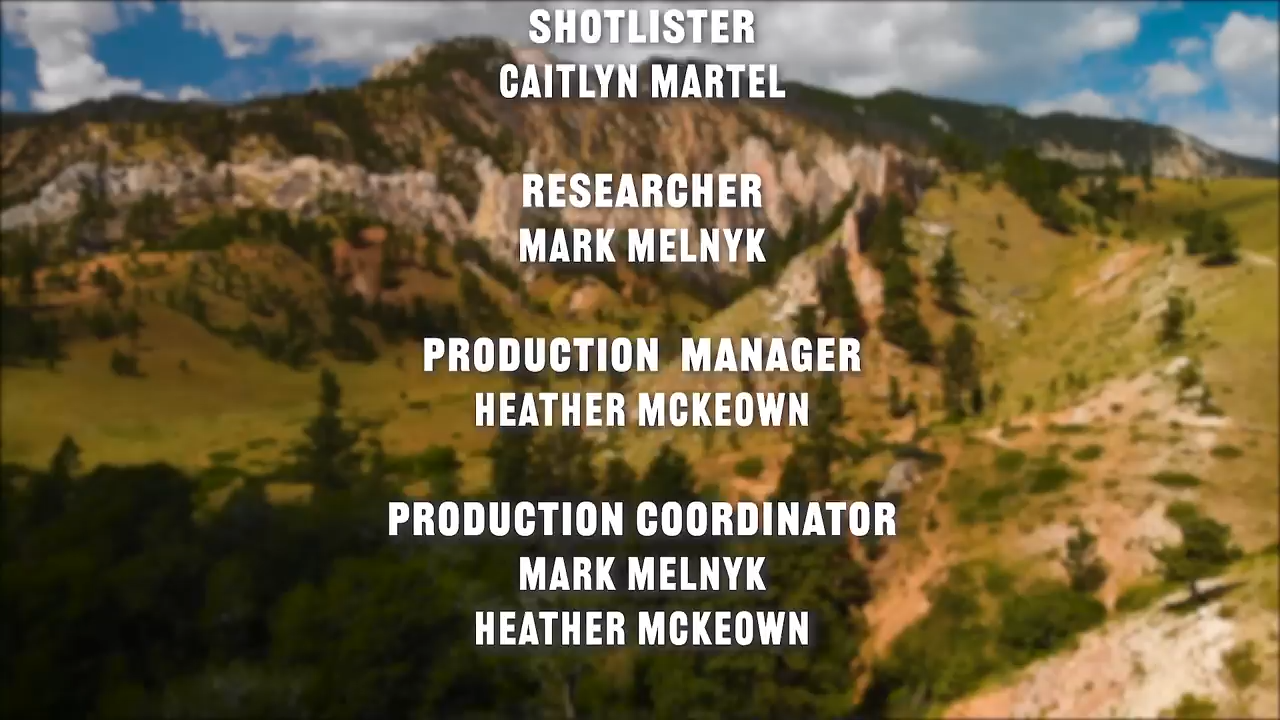 SHOTLISTER
CAITLYN MARTEL
RESEARCHER
MARK MELNYK
PRODUCTION MANAGER
HEATHER MCKEOWN
PRODUCTION COORDINATOR
MARK MELNYK
HEATHER MCKEOWN